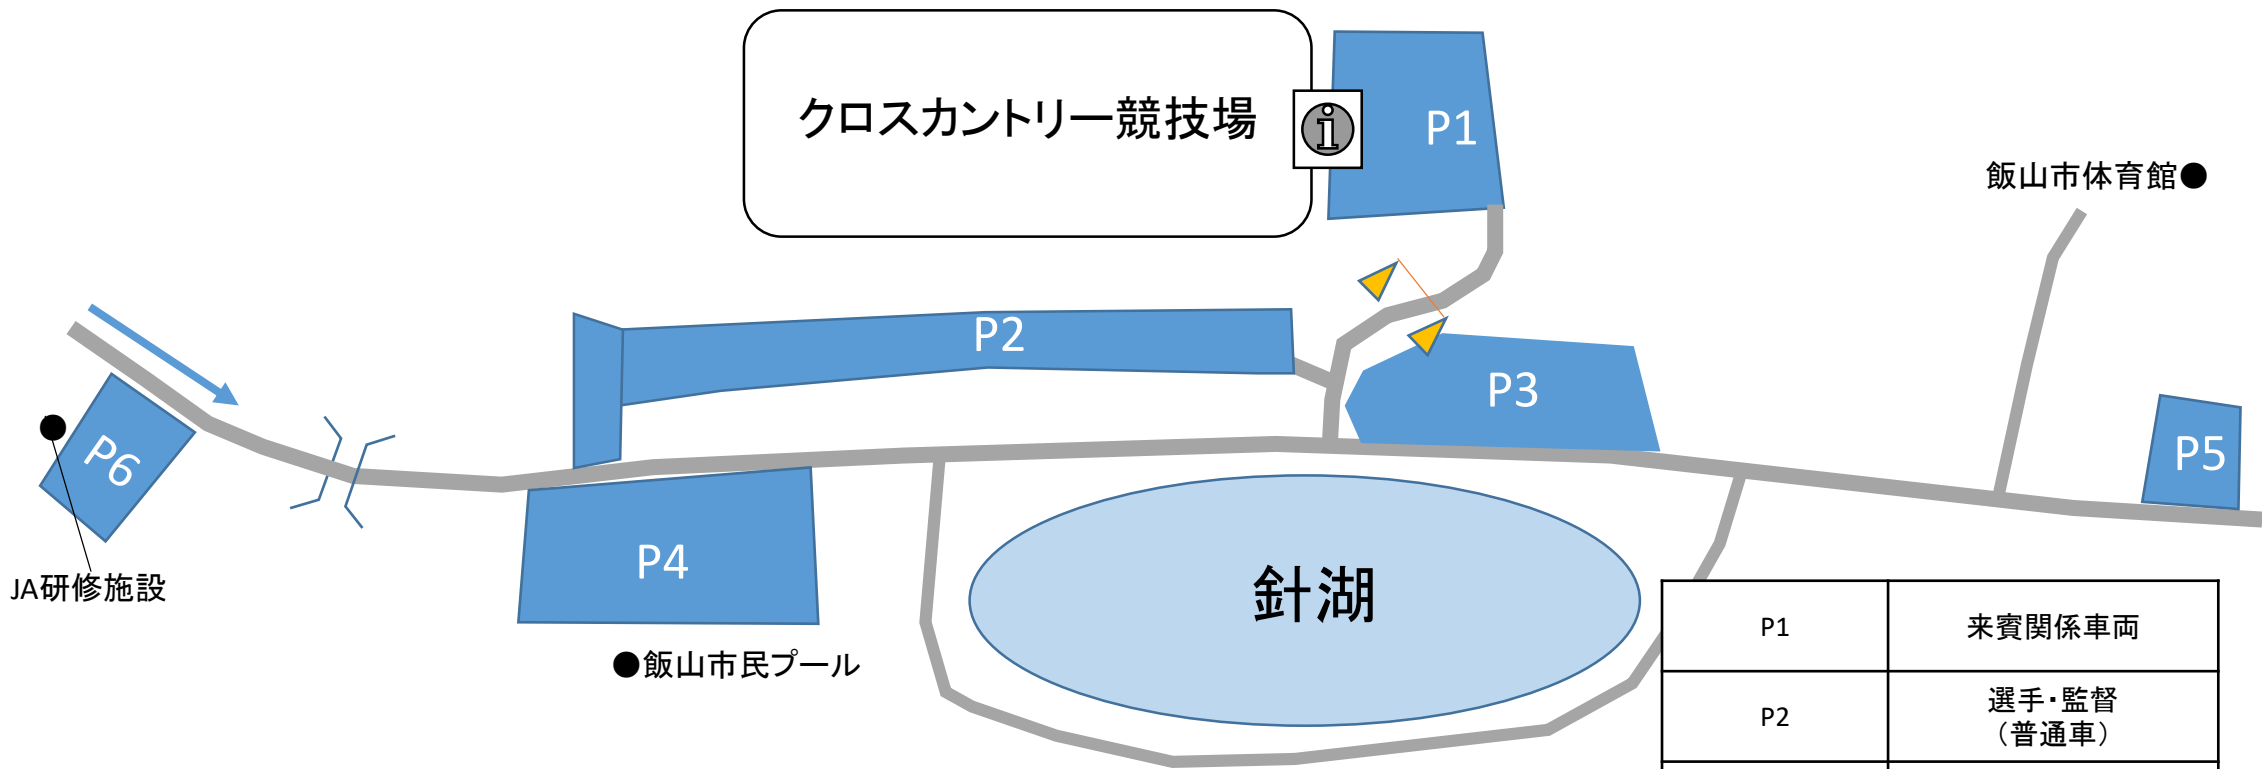 クロスカントリー競技場
i
P1
飯山市体育館●
P2
P3
P6
P5
P4
JA研修施設
針湖
●飯山市民プール
P1 来賓関係車両
P2 選手・監督
（普通車）